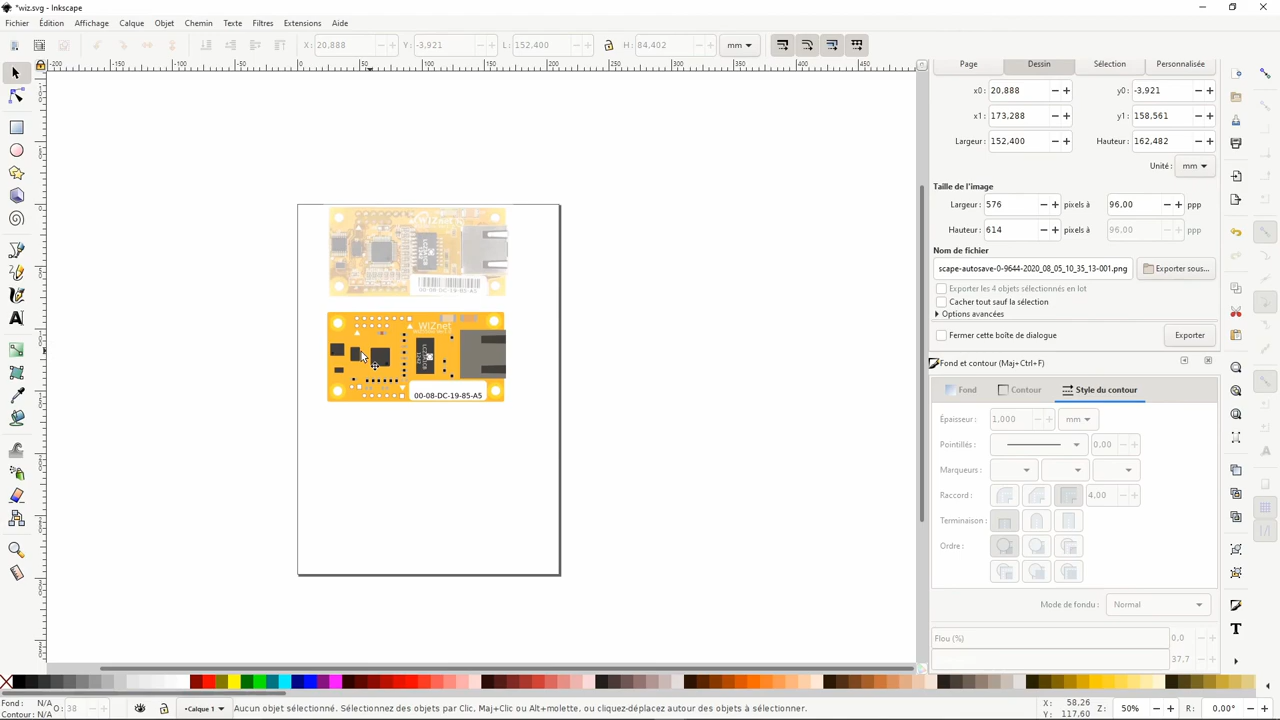 *wiz.svg - Inkscape
Fichier Édition Affichage Calque Objet Chemin Texte Filtres Extensions Aide
X: 20,888 Y: -3,921 L: 152,400 H: 84,402 mm
Page Dessin Sélection Personnalisée
x0: 20,888 y0: -3,921
x1: 173,288 y1: 158,561
Largeur : 152,400 Hauteur : 162,482
Unité : mm
Taille de l'image
Largeur : 576 pixels à 96.00 ppp
Hauteur : 614 pixels à 96.00 ppp
Nom de fichier
scape-autosave-0-9644-2020_08_05_10_35_13-001.png Exporter sous...
Exporter les 4 objets sélectionnés en lot
Cacher tout sauf la sélection
Options avancées
Fermer cette boîte de dialogue Exporter
Fond et contour (Maj+Ctrl+F)
Fond Contour Style du contour
Épaisseur : 1,000 mm
Pointillés : 0.00
Marqueurs :
Raccord : 4,00
Terminaison :
Ordre :
Mode de fondu : Normal
Flou (%) 0.0
37,7
WIZnet
00-08-DC-19-85-A5
WIZnet
00-08-DC-19-85-A5
Fond : N/A
Contour : N/A
O: 38
Calque 1
Aucun objet sélectionné. Sélectionnez des objets par Clic, Maj+Clic ou Alt+molette, ou cliquez-déplacez autour des objets à sélectionner.
X: 58,26
Y: 117,60
Z: 50%
R: 0,00°